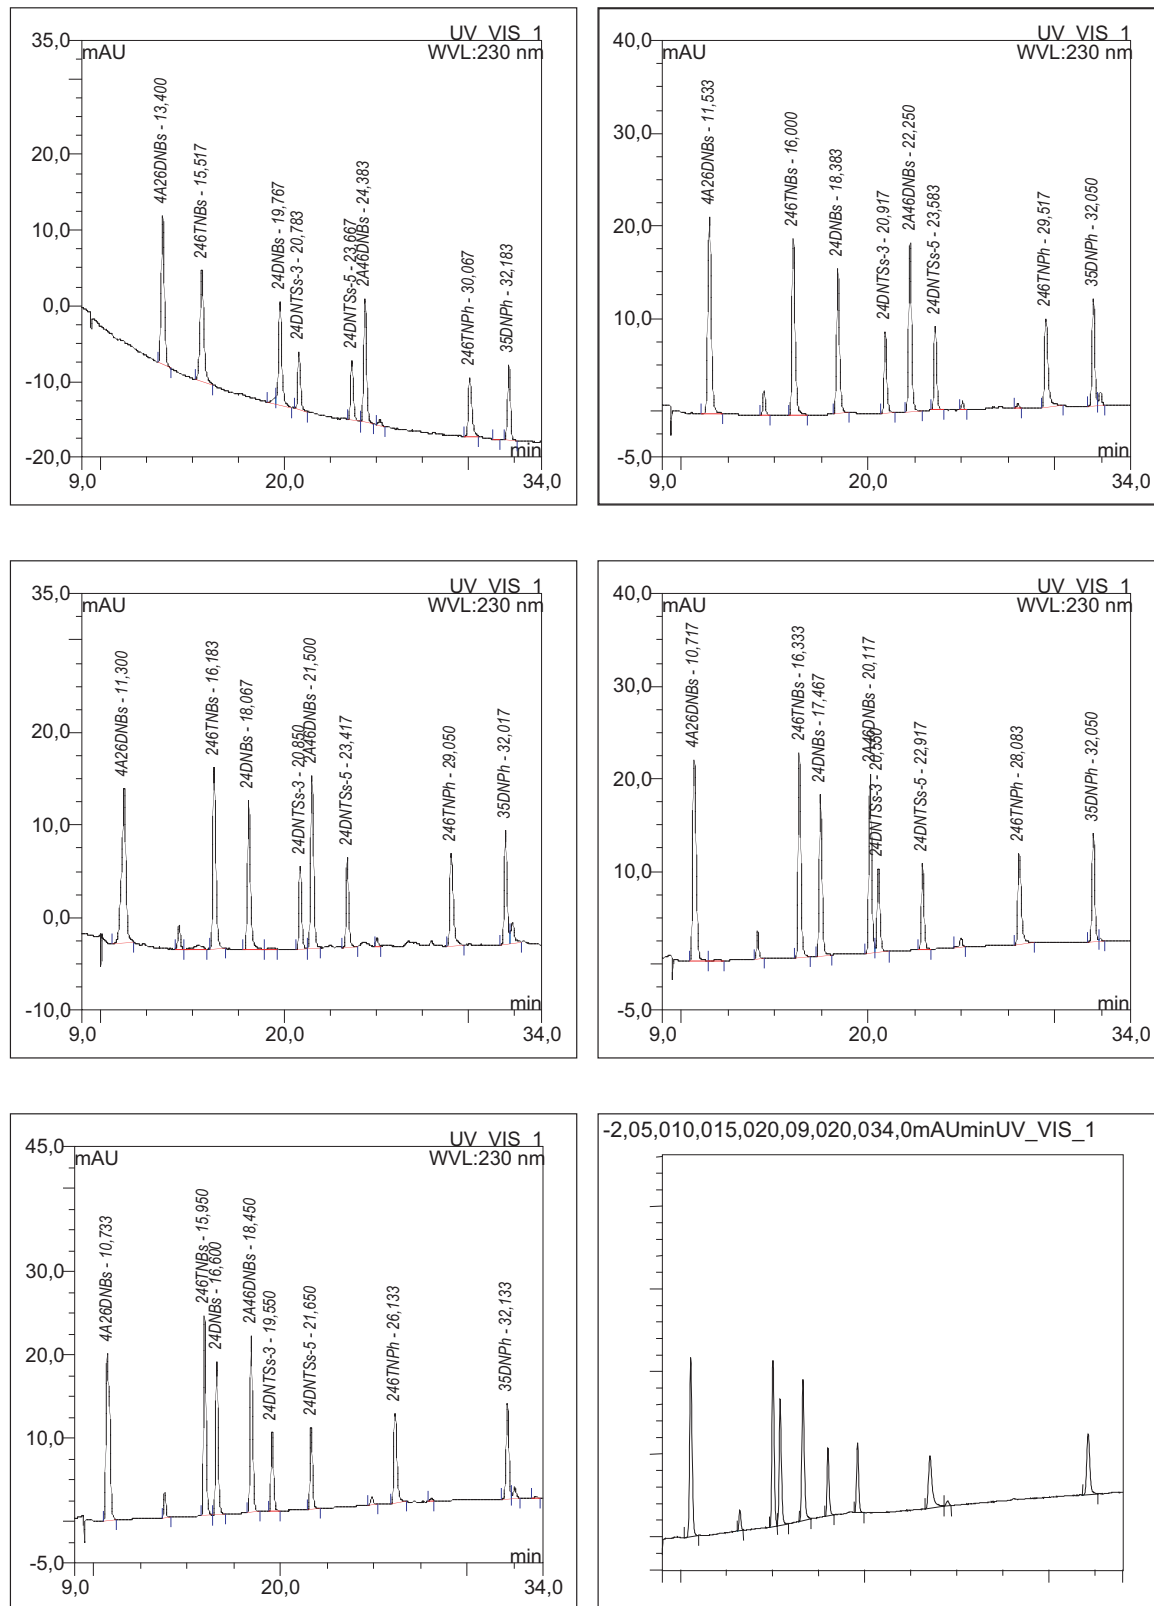 UV_VIS_1
WVL:230 nm
mAU
35,0
20,0
10,0
0,0
-10,0
-20,0
9,0
20,0
34,0
min
4A26DNBs - 13,400
246TNBs - 15,517
24DNBs - 19,767
24DNTSs-3 - 20,783
24DNTSs-5 - 23,667
2A46DNBs - 24,383
246TNPh - 30,067
35DNPh - 32,183
UV_VIS_1
WVL:230 nm
mAU
40,0
30,0
20,0
10,0
-5,0
9,0
20,0
34,0
min
4A26DNBs - 11,533
246TNBs - 16,000
24DNBs - 18,383
24DNTSs-3 - 20,917
2A46DNBs - 22,250
24DNTSs-5 - 23,583
246TNPh - 29,517
35DNPh - 32,050
UV_VIS_1
WVL:230 nm
mAU
35,0
20,0
10,0
0,0
-10,0
9,0
20,0
34,0
min
4A26DNBs - 11,300
246TNBs - 16,183
24DNBs - 18,067
24DNTSs-3 - 20,850
2A46DNBs - 21,500
24DNTSs-5 - 23,417
246TNPh - 29,050
35DNPh - 32,017
UV_VIS_1
WVL:230 nm
mAU
40,0
30,0
20,0
10,0
-5,0
9,0
20,0
34,0
min
4A26DNBs - 10,717
246TNBs - 16,333
24DNBs - 17,467
2A46DNBs - 20,117
24DNTSs-3 - 20,550
24DNTSs-5 - 22,917
246TNPh - 28,083
35DNPh - 32,050
UV_VIS_1
WVL:230 nm
mAU
45,0
30,0
20,0
10,0
-5,0
9,0
20,0
34,0
min
4A26DNBs - 10,733
246TNBs - 15,950
24DNBs - 16,600
2A46DNBs - 18,450
24DNTSs-3 - 19,550
24DNTSs-5 - 21,650
246TNPh - 26,133
35DNPh - 32,133
-2,05,010,015,020,09,020,034,0mAUminUV_VIS_1